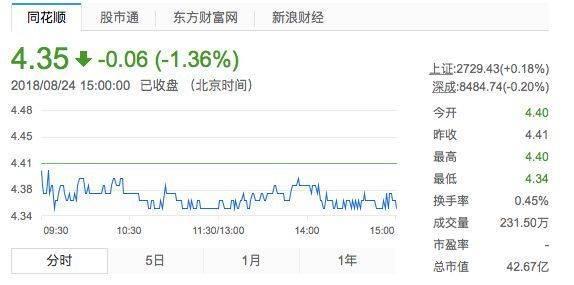 同花顺 股市通 东方财富网 新浪财经
4.35 -0.06 (-1.36%)
2018/08/24 15:00:00 已收盘 （北京时间）
上证:2729.43(+0.18%)
深成:8484.74(-0.20%)
4.48
4.45
4.41
4.38
4.34
09:30 10:30 11:30/13:00 14:00 15:00
分时 5日 1月 1年
今开 4.40
昨收 4.41
最高 4.40
最低 4.34
换手率 0.45%
成交量 231.50万
市盈率 -
总市值 42.67亿